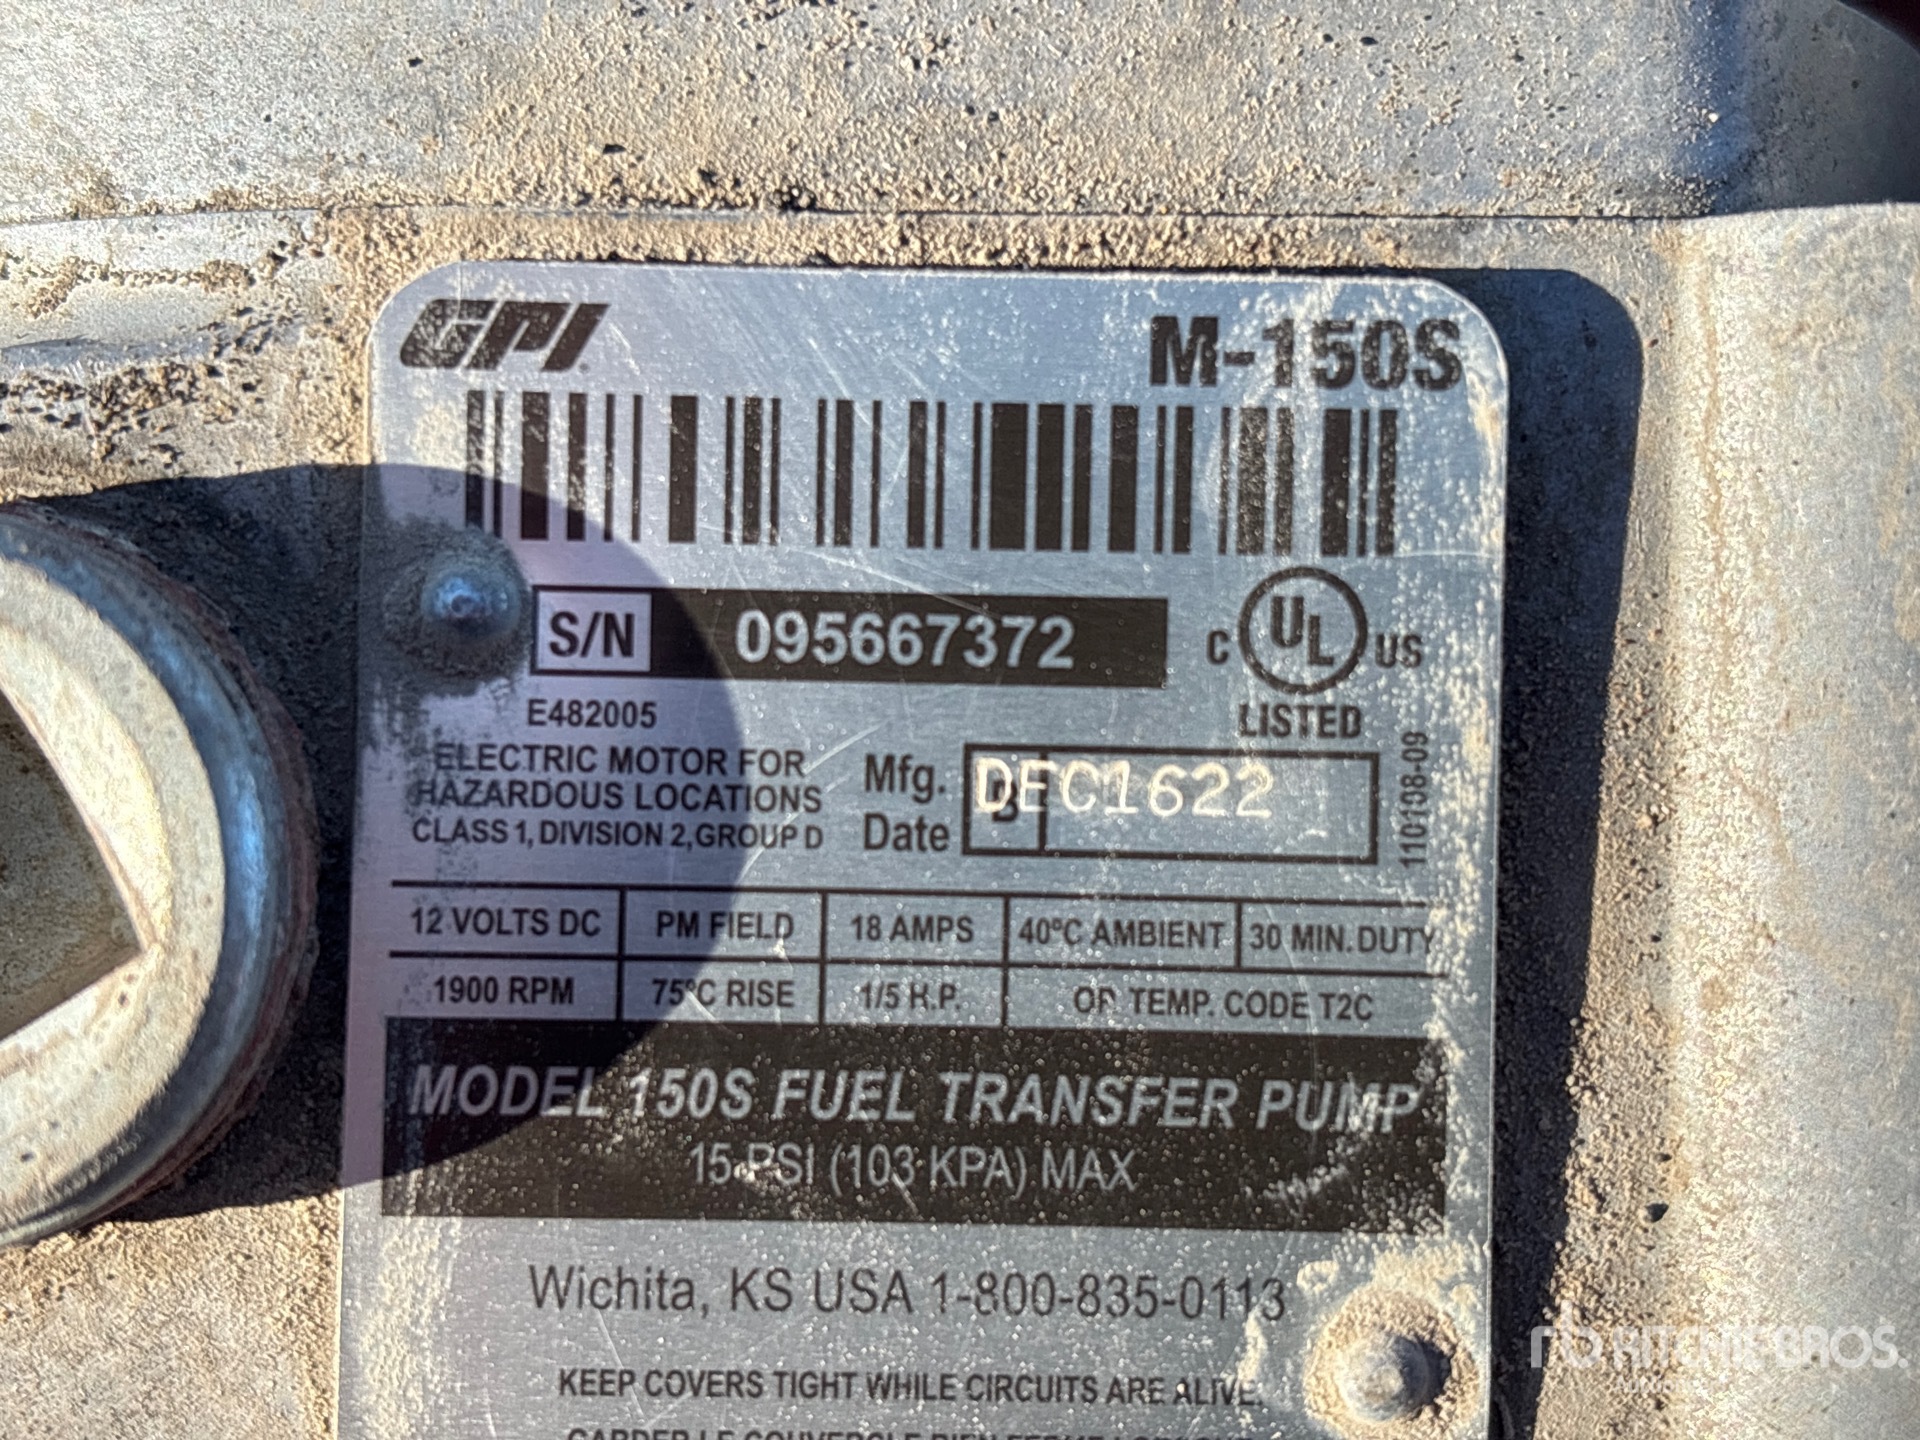 GPI
M-150S
S/N 095667372
C UL US
LISTED
E482005
ELECTRIC MOTOR FOR
HAZARDOUS LOCATIONS
CLASS 1, DIVISION 2, GROUP D
Mfg.
Date
B DEC1622
110138-09
12 VOLTS DC PM FIELD 18 AMPS 40°C AMBIENT 30 MIN. DUTY
1900 RPM 75°C RISE 1/5 H.P. OP. TEMP. CODE T2C
MODEL 150S FUEL TRANSFER PUMP
15 PSI (103 KPA) MAX
Wichita, KS USA 1-800-835-0113
KEEP COVERS TIGHT WHILE CIRCUITS ARE ALIVE.
rb RITCHIE BROS.